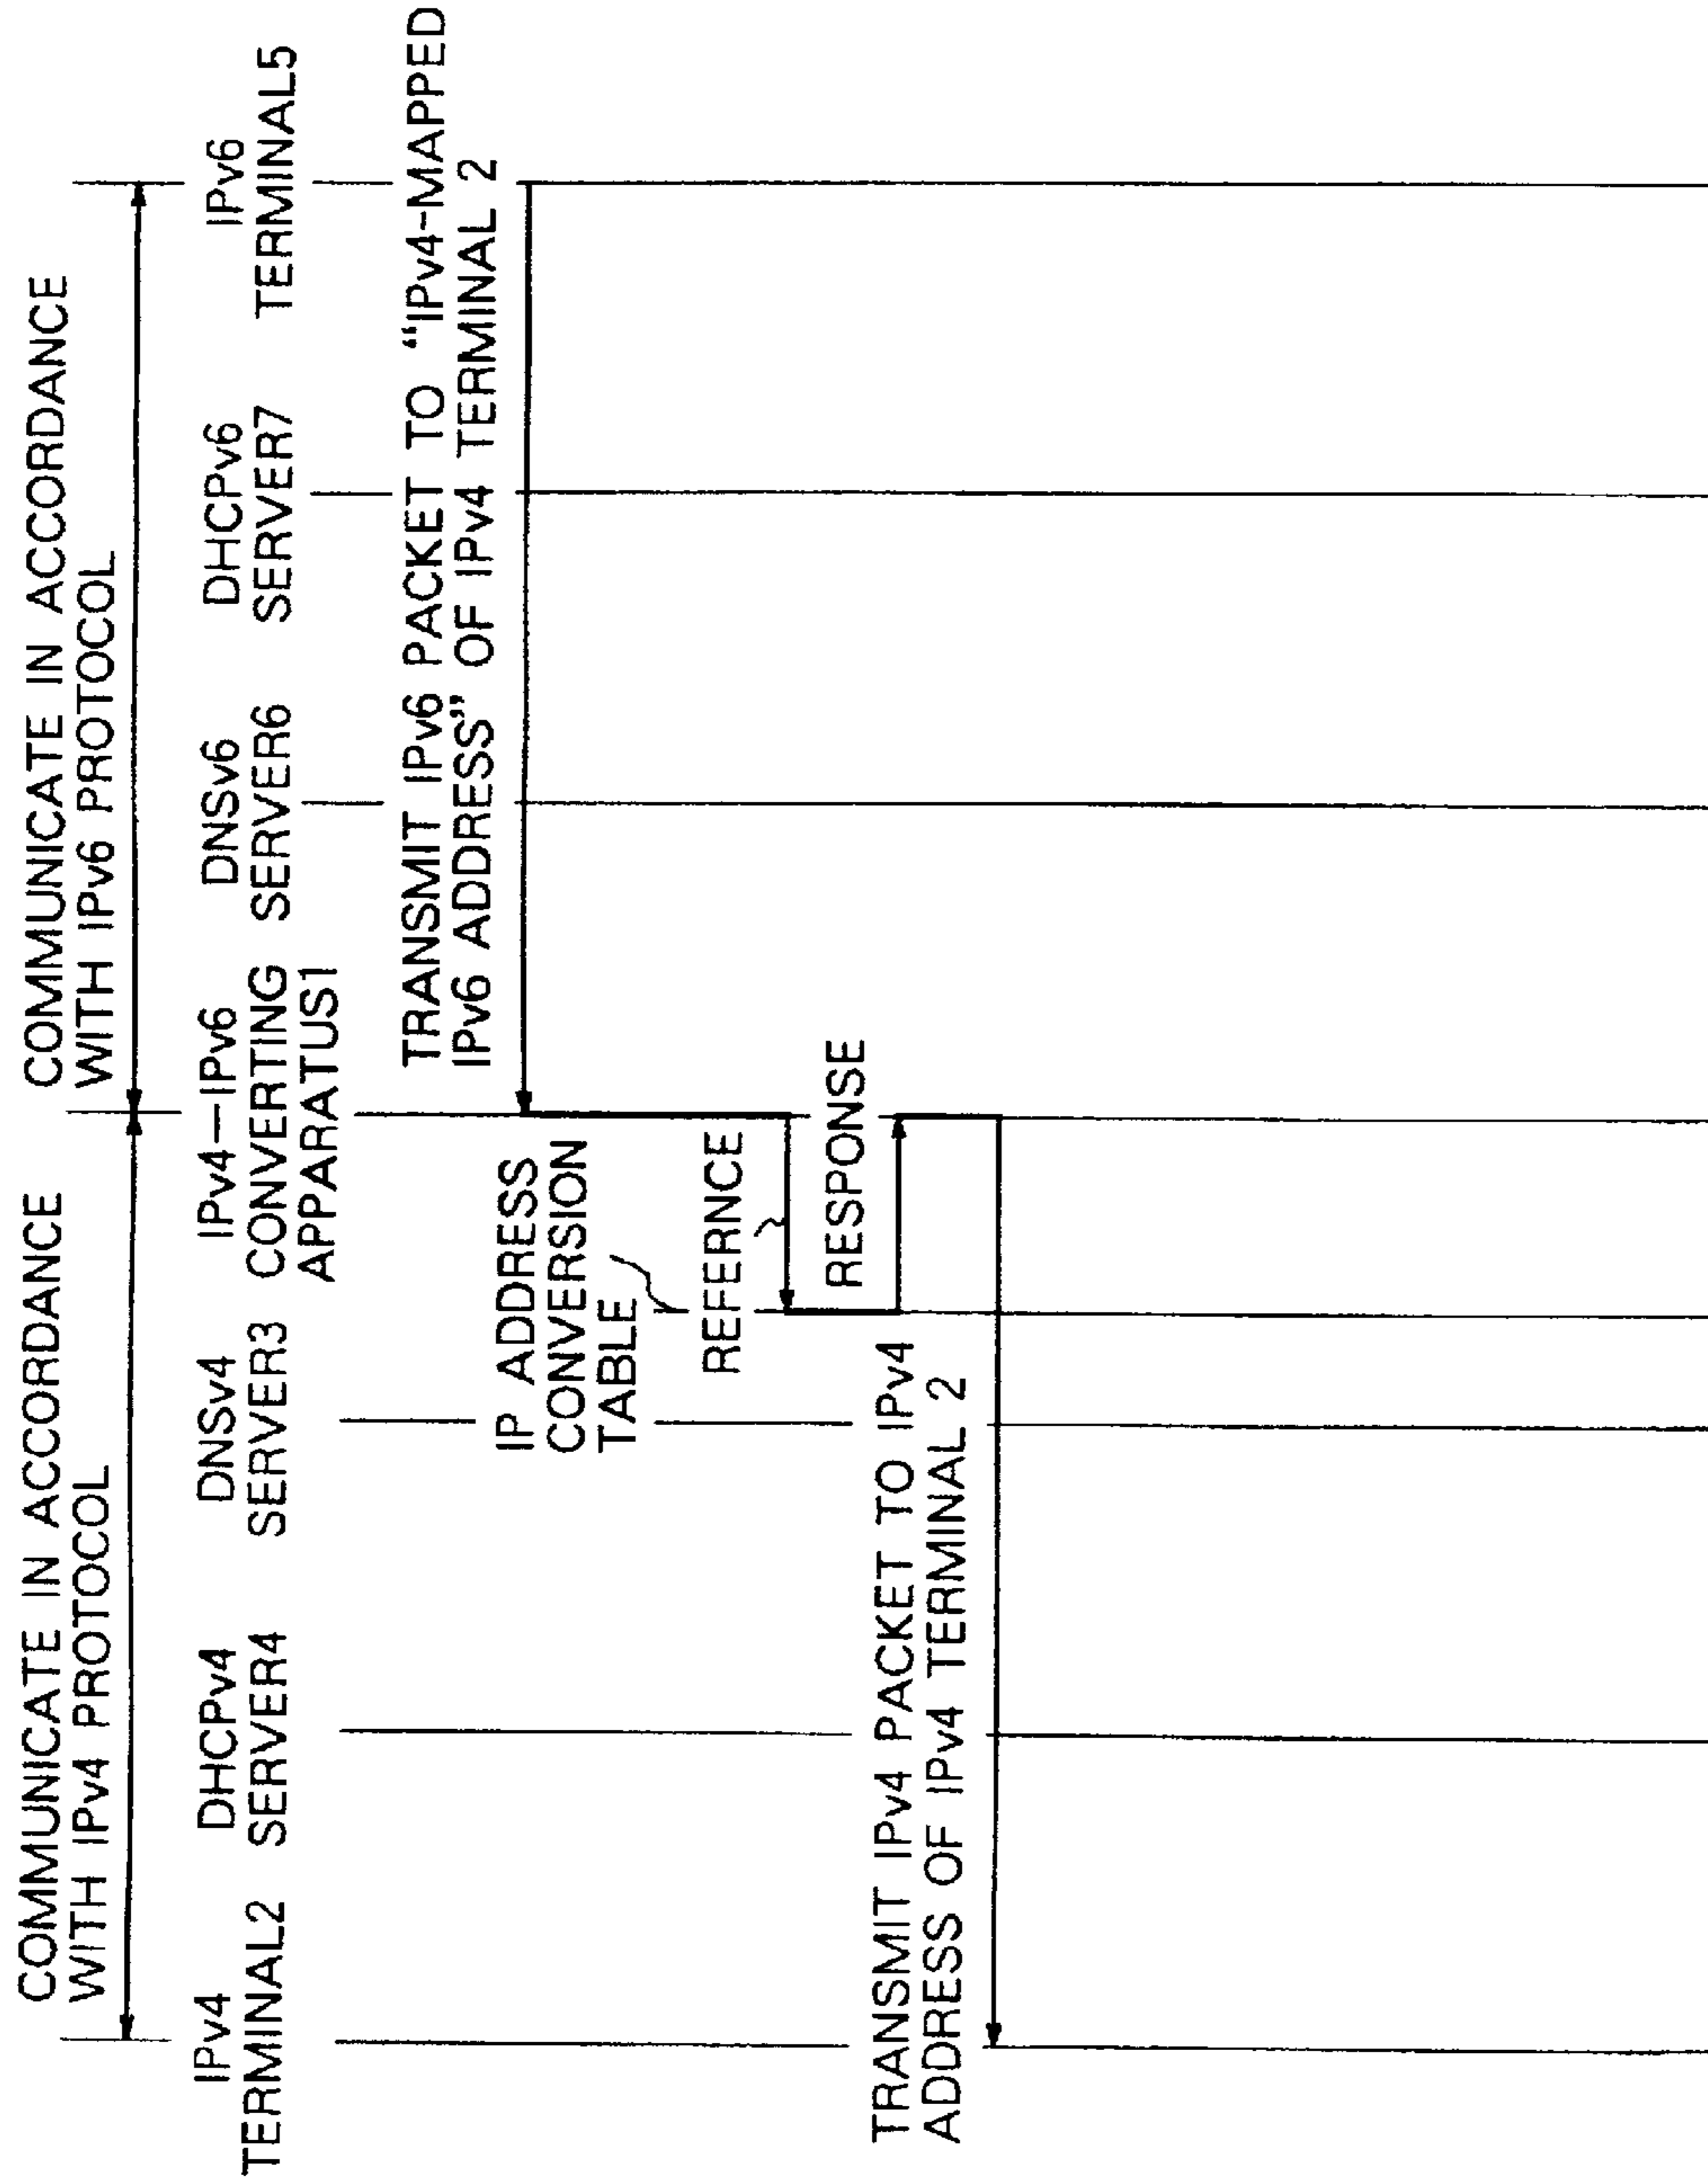 COMMUNICATE IN ACCORDANCE
WITH IPv4 PROTOCOL
COMMUNICATE IN ACCORDANCE
WITH IPv6 PROTOCOL
IPv4
TERMINAL2
DHCPv4
SERVER4
DNSv4
SERVER3
IPv4—IPv6
CONVERTING
APPARATUS1
DNSv6
SERVER6
DHCPv6
SERVER7
IPv6
TERMINAL5
TRANSMIT IPv6 PACKET TO “IPv4-MAPPED
IPv6 ADDRESS” OF IPv4 TERMINAL 2
IP ADDRESS
CONVERSION
TABLE
REFERNCE
RESPONSE
TRANSMIT IPv4 PACKET TO IPv4
ADDRESS OF IPv4 TERMINAL 2